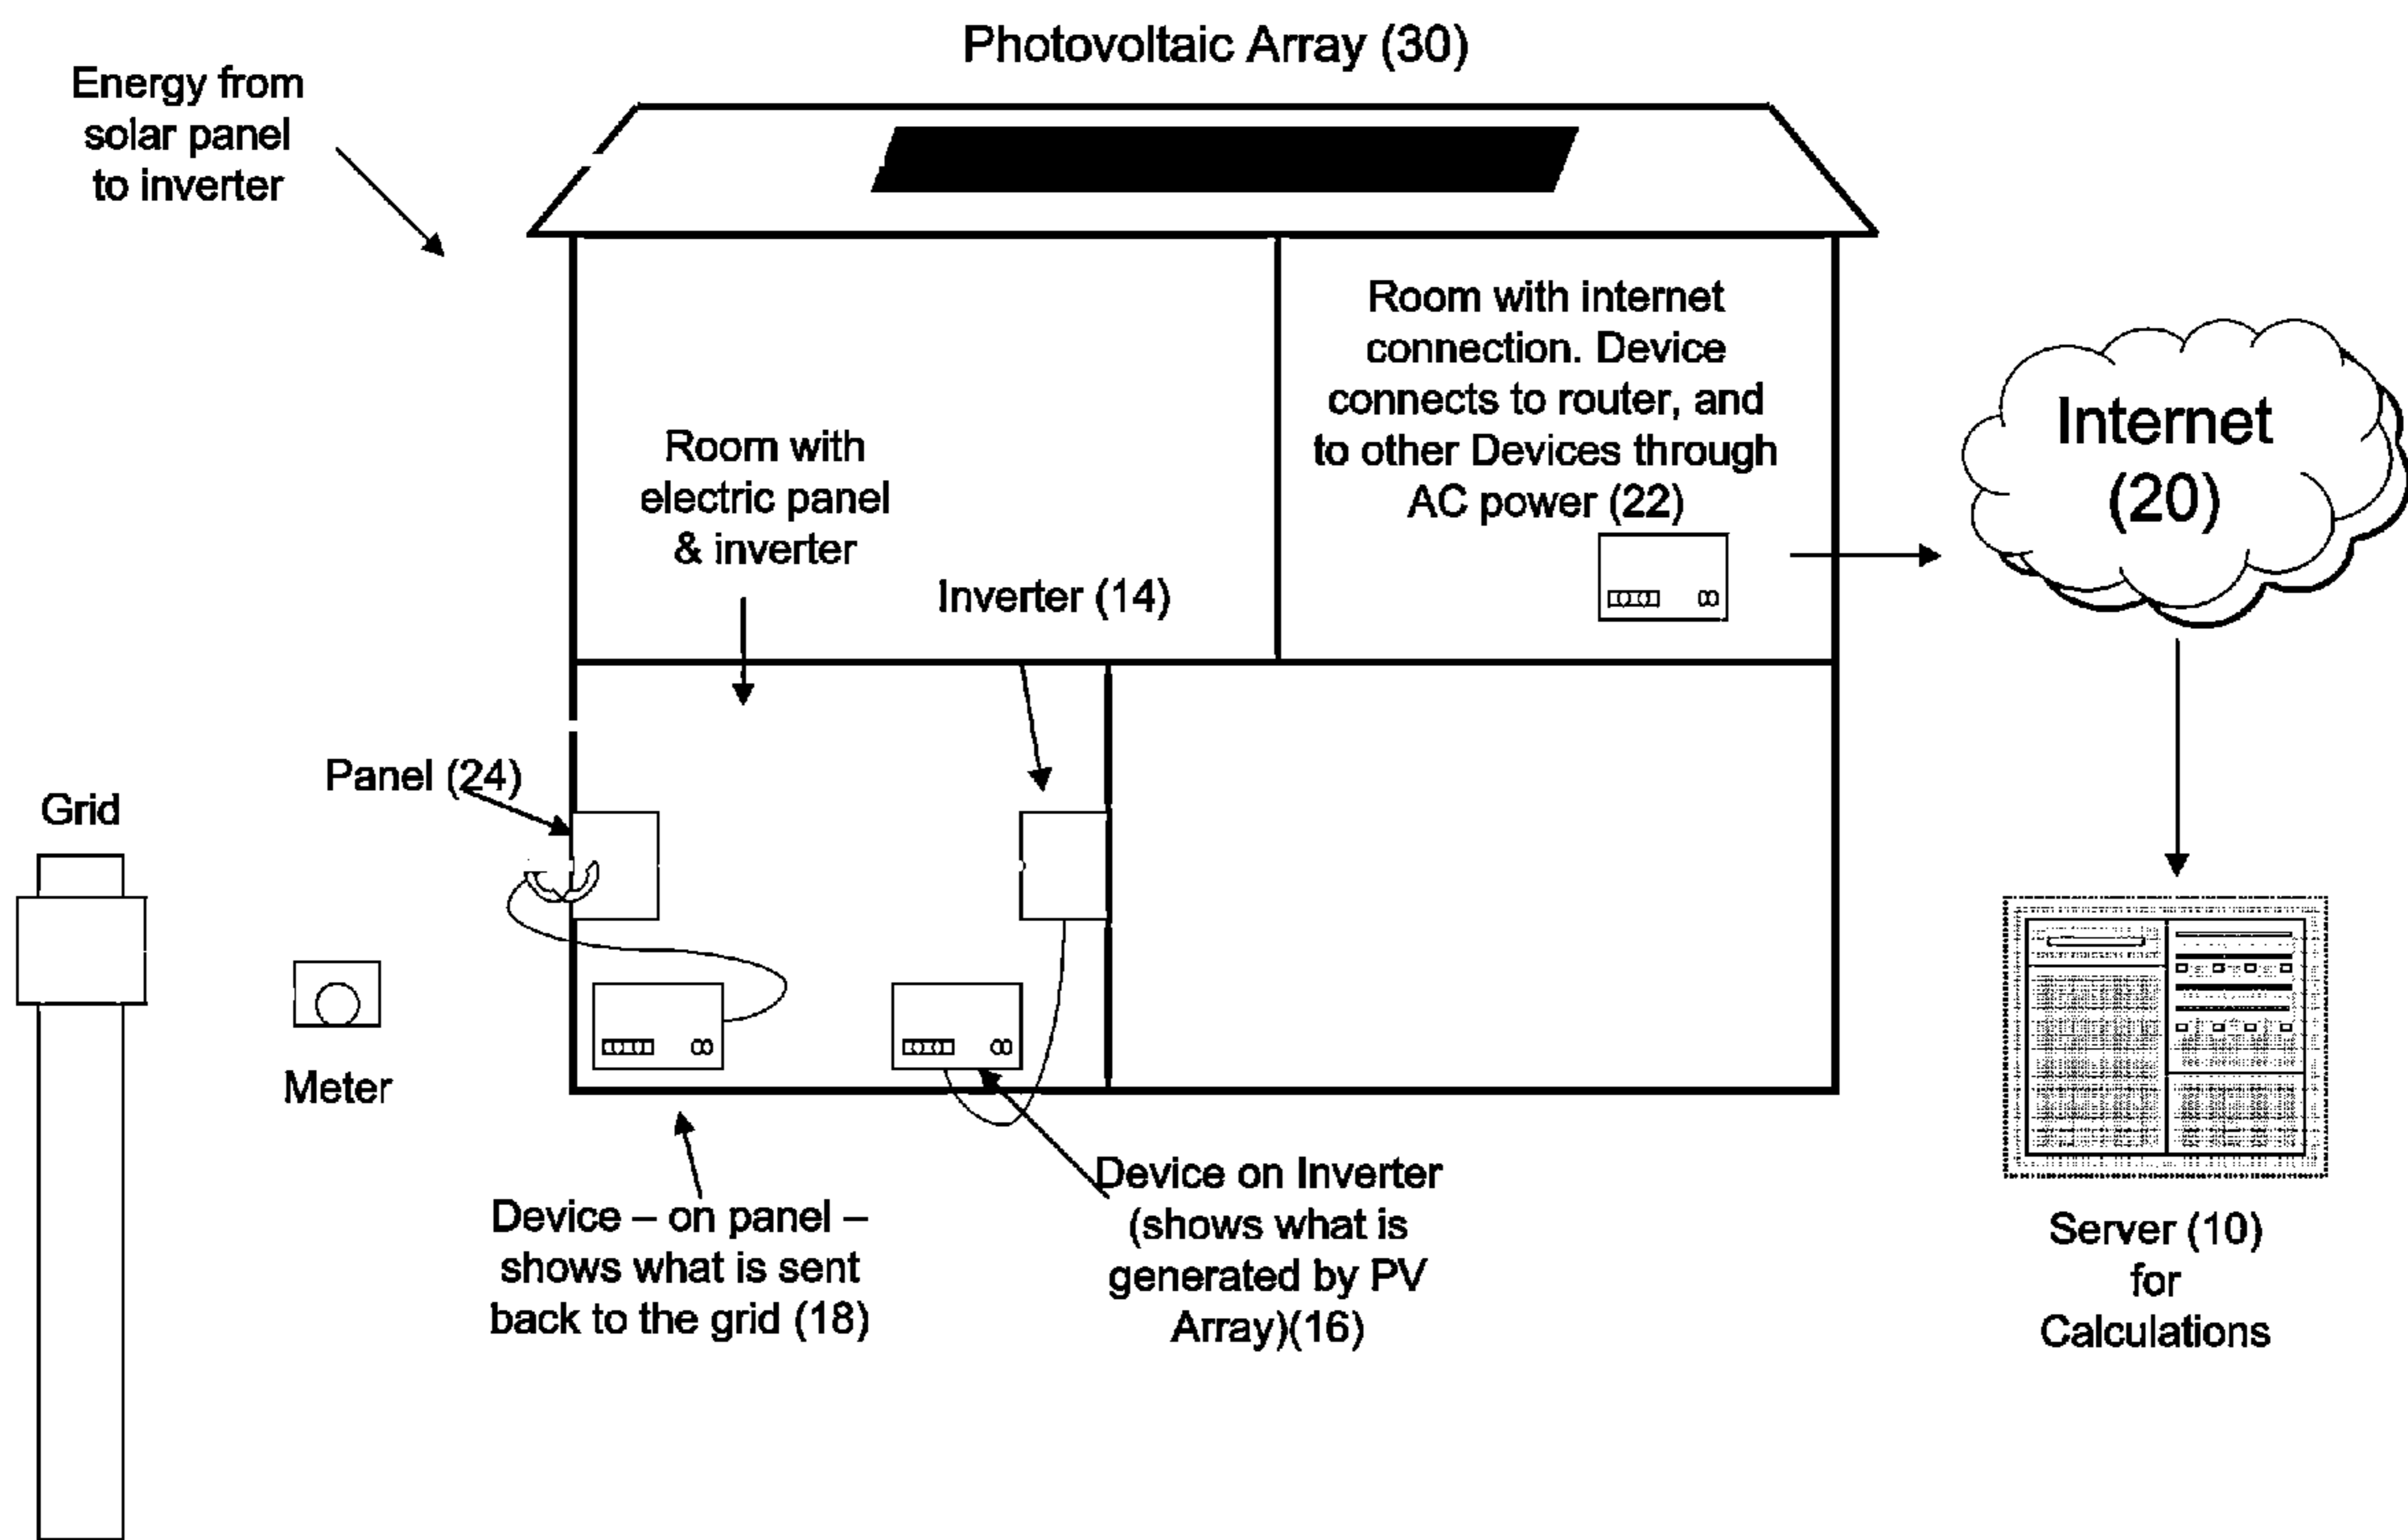 Photovoltaic Array (30)
Energy from
solar panel
to inverter
Room with internet
connection. Device
connects to router, and
to other Devices through
AC power (22)
Internet
(20)
Room with
electric panel
& inverter
Inverter (14)
Panel (24)
Grid
Meter
Device – on panel –
shows what is sent
back to the grid (18)
Device on Inverter
(shows what is
generated by PV
Array)(16)
Server (10)
for
Calculations